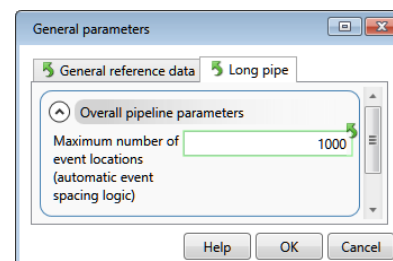 General parameters
General reference data
Long pipe
Overall pipeline parameters
Maximum number of
event locations
(automatic event
spacing logic)
1000
Help
OK
Cancel